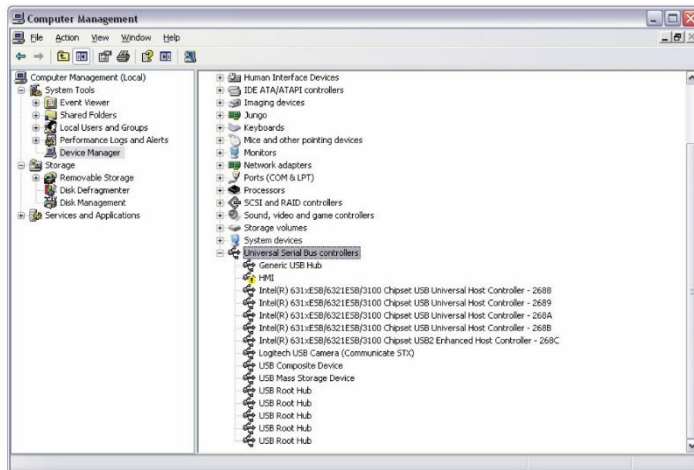 Computer Management
File Action View Window Help
Computer Management (Local)
System Tools
Event Viewer
Shared Folders
Local Users and Groups
Performance Logs and Alerts
Device Manager
Storage
Removable Storage
Disk Defragmenter
Disk Management
Services and Applications
Human Interface Devices
IDE ATA/ATAPI controllers
Imaging devices
Jungo
Keyboards
Mice and other pointing devices
Monitors
Network adapters
Ports (COM & LPT)
Processors
SCSI and RAID controllers
Sound, video and game controllers
Storage volumes
System devices
Universal Serial Bus controllers
Generic USB Hub
HMI
Intel(R) 631xESB/6321ESB/3100 Chipset USB Universal Host Controller - 2688
Intel(R) 631xESB/6321ESB/3100 Chipset USB Universal Host Controller - 2689
Intel(R) 631xESB/6321ESB/3100 Chipset USB Universal Host Controller - 268A
Intel(R) 631xESB/6321ESB/3100 Chipset USB Universal Host Controller - 268B
Intel(R) 631xESB/6321ESB/3100 Chipset USB2 Enhanced Host Controller - 268C
Logitech USB Camera (Communicate STX)
USB Composite Device
USB Mass Storage Device
USB Root Hub
USB Root Hub
USB Root Hub
USB Root Hub
USB Root Hub